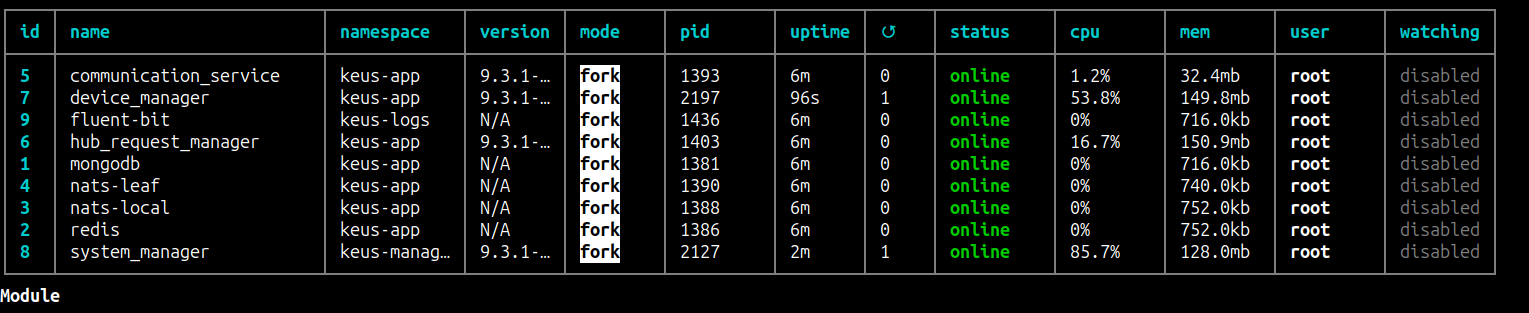 id name namespace version mode pid uptime ↺ status cpu mem user watching
5 communication_service keus-app 9.3.1-… fork 1393 6m 0 online 1.2% 32.4mb root disabled
7 device_manager keus-app 9.3.1-… fork 2197 96s 1 online 53.8% 149.8mb root disabled
9 fluent-bit keus-logs N/A fork 1436 6m 0 online 0% 716.0kb root disabled
6 hub_request_manager keus-app 9.3.1-… fork 1403 6m 0 online 16.7% 150.9mb root disabled
1 mongodb keus-app N/A fork 1381 6m 0 online 0% 716.0kb root disabled
4 nats-leaf keus-app N/A fork 1390 6m 0 online 0% 740.0kb root disabled
3 nats-local keus-app N/A fork 1388 6m 0 online 0% 752.0kb root disabled
2 redis keus-app N/A fork 1386 6m 0 online 0% 752.0kb root disabled
8 system_manager keus-manag… 9.3.1-… fork 2127 2m 1 online 85.7% 128.0mb root disabled
Module